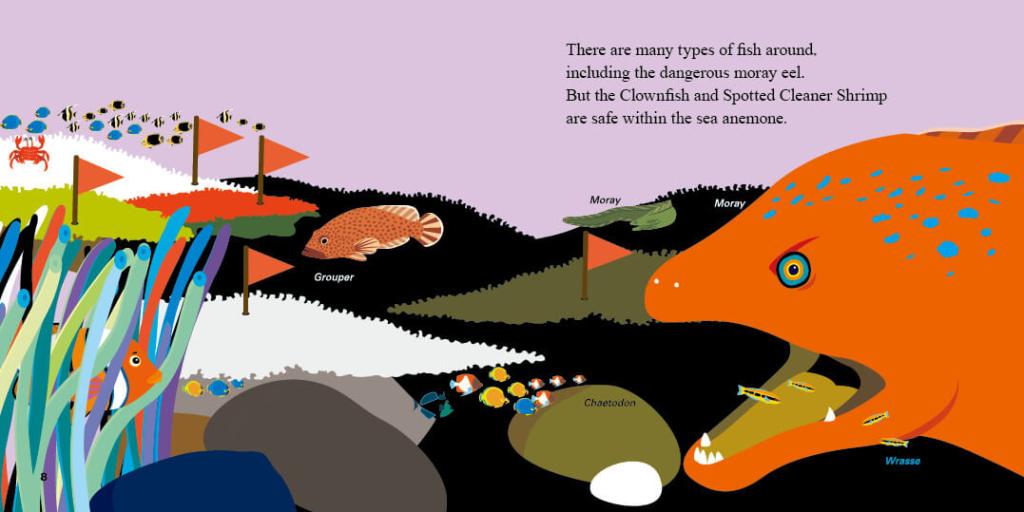 There are many types of fish around,
including the dangerous moray eel.
But the Clownfish and Spotted Cleaner Shrimp
are safe within the sea anemone.
Moray
Moray
Grouper
Chaetodon
Wrasse
8